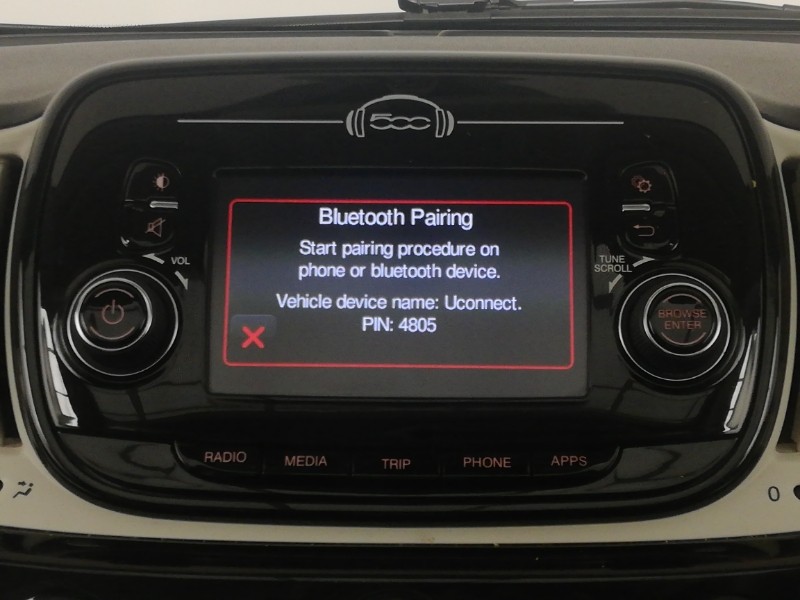 500
Bluetooth Pairing
Start pairing procedure on
phone or bluetooth device.
Vehicle device name: Uconnect.
PIN: 4805
VOL
TUNE
SCROLL
BROWSE
ENTER
RADIO
MEDIA
TRIP
PHONE
APPS
0